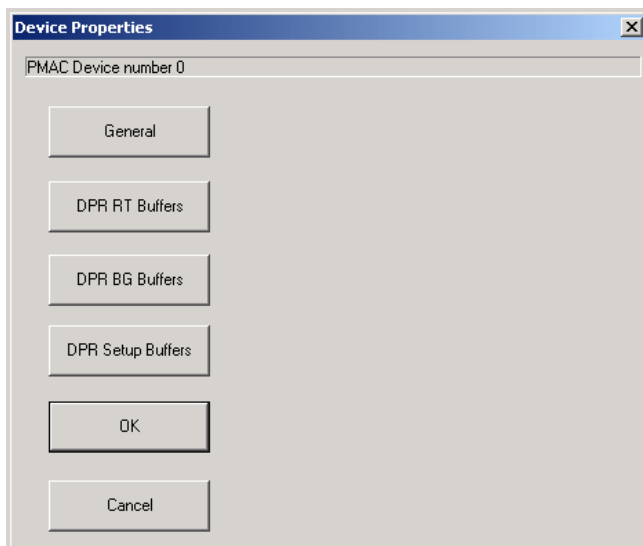 Device Properties
PMAC Device number 0
General
DPR RT Buffers
DPR BG Buffers
DPR Setup Buffers
OK
Cancel